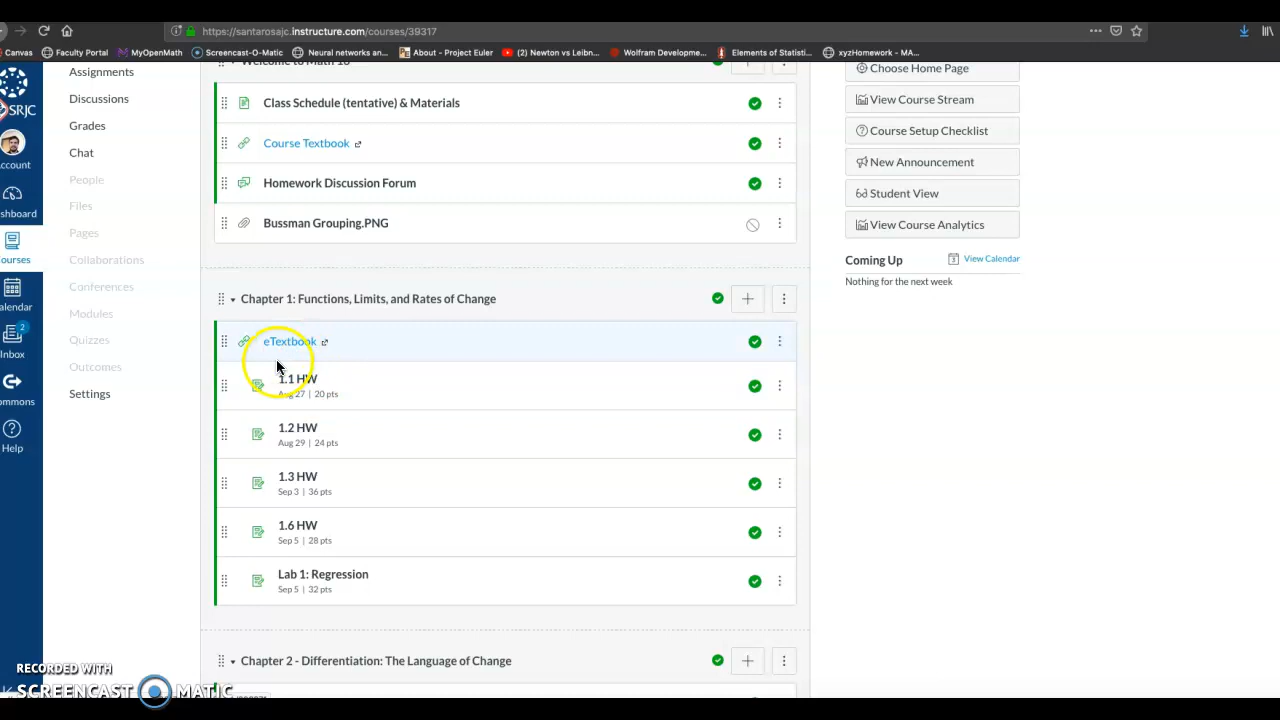 https://santarosajc.instructure.com/courses/39317
Canvas
Faculty Portal
MyOpenMath
Screencast-O-Matic
Neural networks an...
About - Project Euler
Newton vs Leibn...
Wolfram Developme...
Elements of Statisti...
xyzHomework - MA...
SRJC
Account
Dashboard
Courses
Calendar
2
Inbox
Commons
Help
Assignments
Discussions
Grades
Chat
People
Files
Pages
Collaborations
Conferences
Modules
Quizzes
Outcomes
Settings
Welcome to Math 16
Class Schedule (tentative) & Materials
Course Textbook
Homework Discussion Forum
Bussman Grouping.PNG
Chapter 1: Functions, Limits, and Rates of Change
eTextbook
1.1 HW
Aug 27 | 20 pts
1.2 HW
Aug 29 | 24 pts
1.3 HW
Sep 3 | 36 pts
1.6 HW
Sep 5 | 28 pts
Lab 1: Regression
Sep 5 | 32 pts
Chapter 2 - Differentiation: The Language of Change
Choose Home Page
View Course Stream
Course Setup Checklist
New Announcement
Student View
View Course Analytics
Coming Up
View Calendar
Nothing for the next week
RECORDED WITH
SCREENCAST MATIC